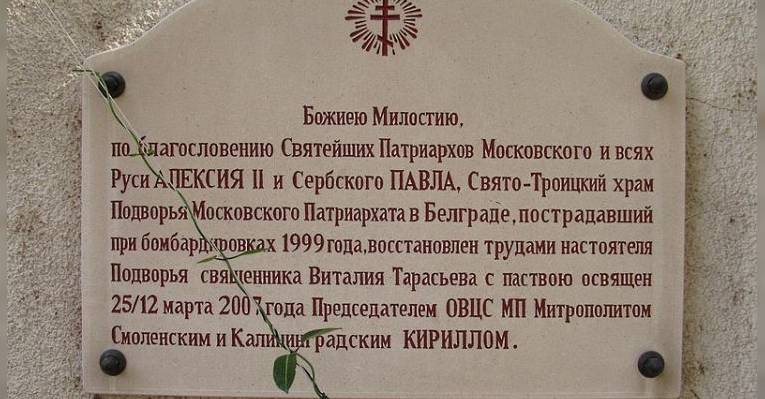 Божиею Милостию,
по благословению Святейших Патриархов Московского и всях
Руси АЛЕКСИЯ II и Сербского ПАВЛА, Свято-Троицкий храм
Подворья Московского Патриархата в Белграде, пострадавший
при бомбардировках 1999 года, восстановлен трудами настоятеля
Подворья священника Виталия Тарасьева с паствою освящен
25/12 марта 2007 года Председателем ОВЦС МП Митрополитом
Смоленским и Калининградским КИРИЛЛОМ.